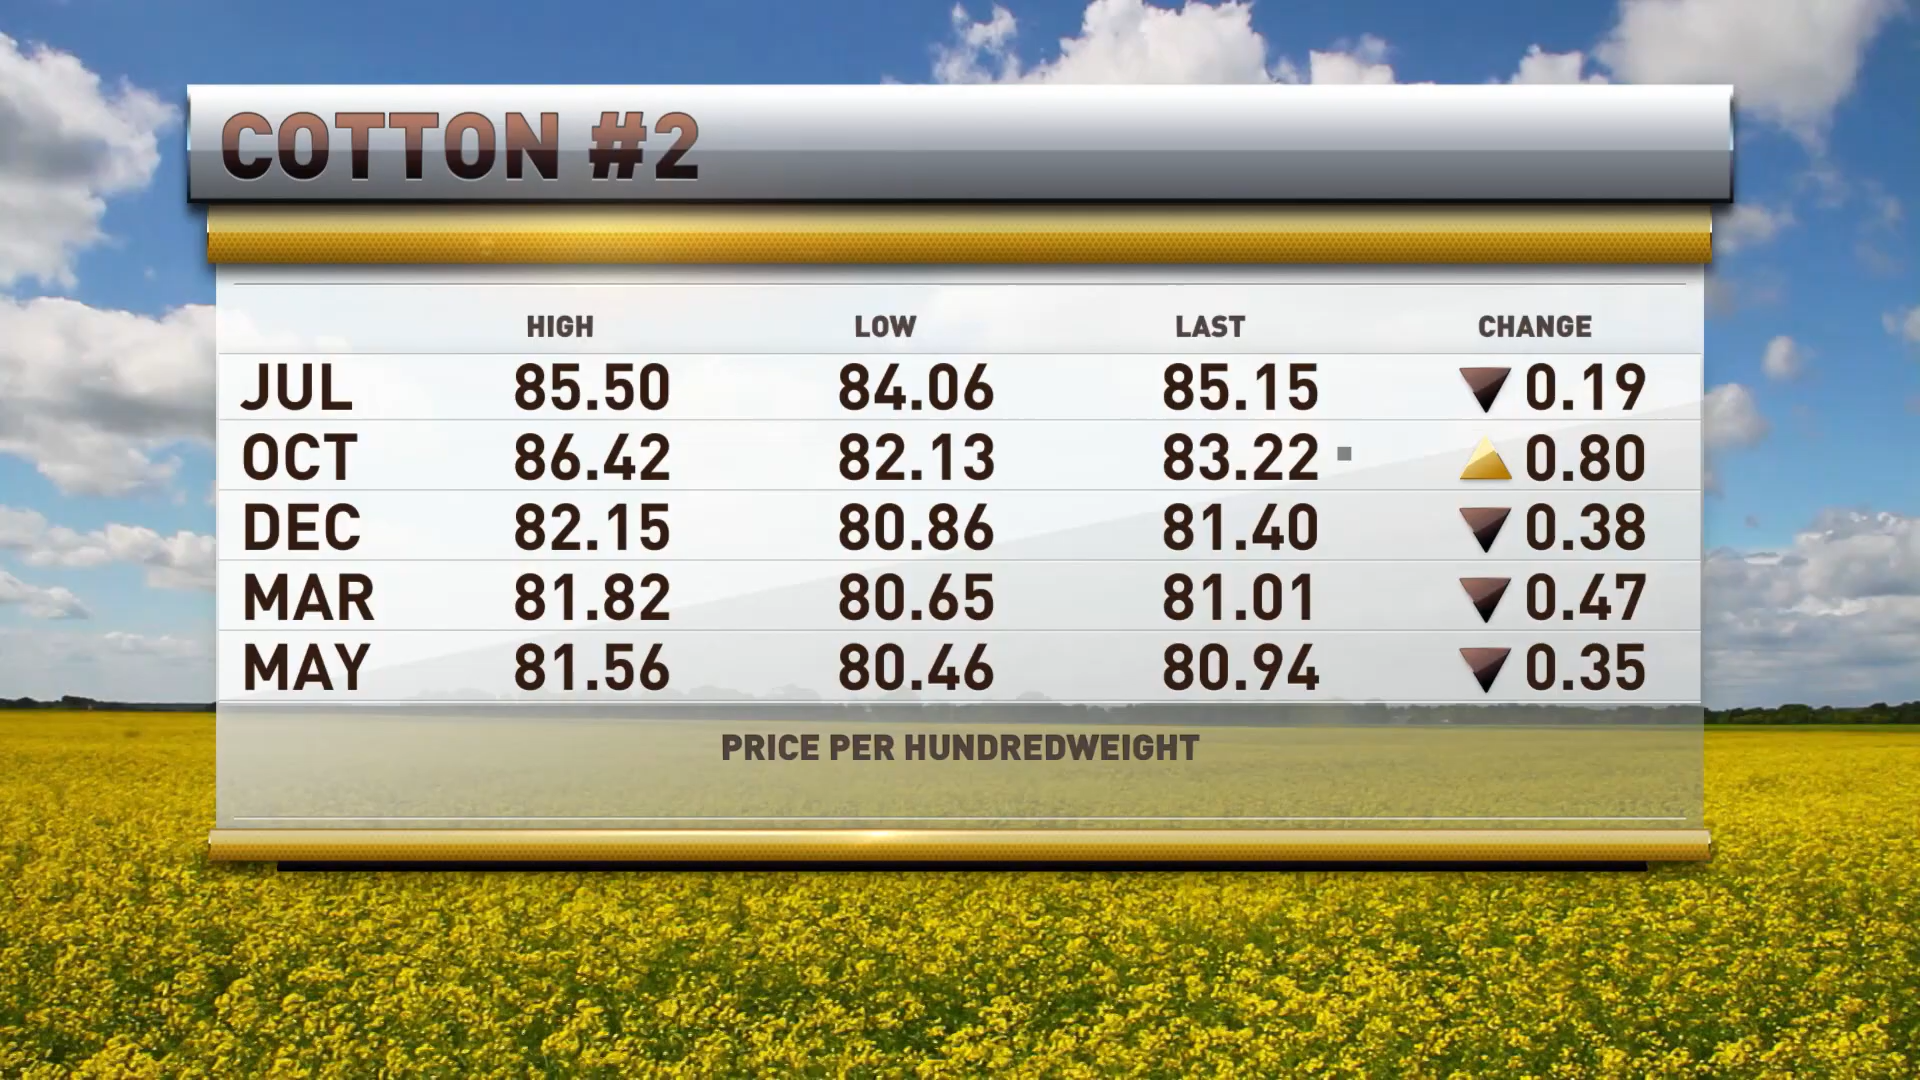 COTTON #2
HIGH LOW LAST CHANGE
JUL 85.50 84.06 85.15 ▼ 0.19
OCT 86.42 82.13 83.22 ▪ ▲ 0.80
DEC 82.15 80.86 81.40 ▼ 0.38
MAR 81.82 80.65 81.01 ▼ 0.47
MAY 81.56 80.46 80.94 ▼ 0.35
PRICE PER HUNDREDWEIGHT